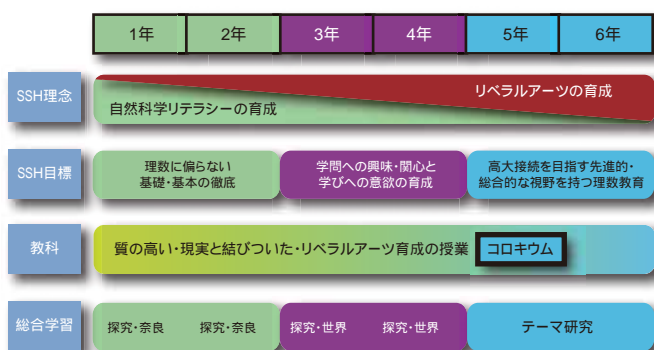 1年 2年 3年 4年 5年 6年
SSH理念
リベラルアーツの育成
自然科学リテラシーの育成
SSH目標
理数に偏らない
基礎・基本の徹底
学問への興味・関心と
学びへの意欲の育成
高大接続を目指す先進的・
総合的な視野を持つ理数教育
教科
質の高い・現実と結びついた・リベラルアーツ育成の授業 コロキウム
総合学習
探究・奈良 探究・奈良 探究・世界 探究・世界 テーマ研究